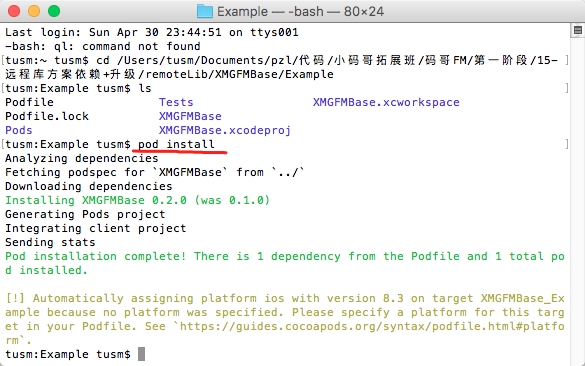 Example — -bash — 80×24
Last login: Sun Apr 30 23:44:51 on ttys001
-bash: ql: command not found
[tusm:~ tusm$ cd /Users/tusm/Documents/pzl/代码/小码哥拓展班/码哥FM/第一阶段/15-]
远程库方案依赖+升级/remoteLib/XMGFMBase/Example
[tusm:Example tusm$ ls ]
Podfile Tests XMGFMBase.xcworkspace
Podfile.lock XMGFMBase
Pods XMGFMBase.xcodeproj
[tusm:Example tusm$ pod install ]
Analyzing dependencies
Fetching podspec for `XMGFMBase` from `../`
Downloading dependencies
Installing XMGFMBase 0.2.0 (was 0.1.0)
Generating Pods project
Integrating client project
Sending stats
Pod installation complete! There is 1 dependency from the Podfile and 1 total po
d installed.
[!] Automatically assigning platform ios with version 8.3 on target XMGFMBase_Ex
ample because no platform was specified. Please specify a platform for this targ
et in your Podfile. See `https://guides.cocoapods.org/syntax/podfile.html#platfo
rm`.
tusm:Example tusm$